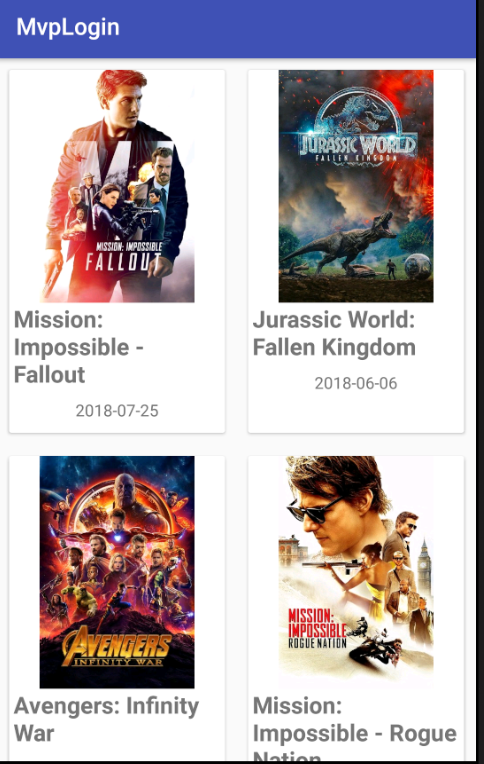 MvpLogin
MISSION: IMPOSSIBLE
FALLOUT
Mission:
Impossible -
Fallout
2018-07-25
JURASSIC WORLD
FALLEN KINGDOM
Jurassic World:
Fallen Kingdom
2018-06-06
AVENGERS
INFINITY WAR
Avengers: Infinity
War
MISSION:
IMPOSSIBLE
ROGUE NATION
Mission:
Impossible - Rogue
Nation